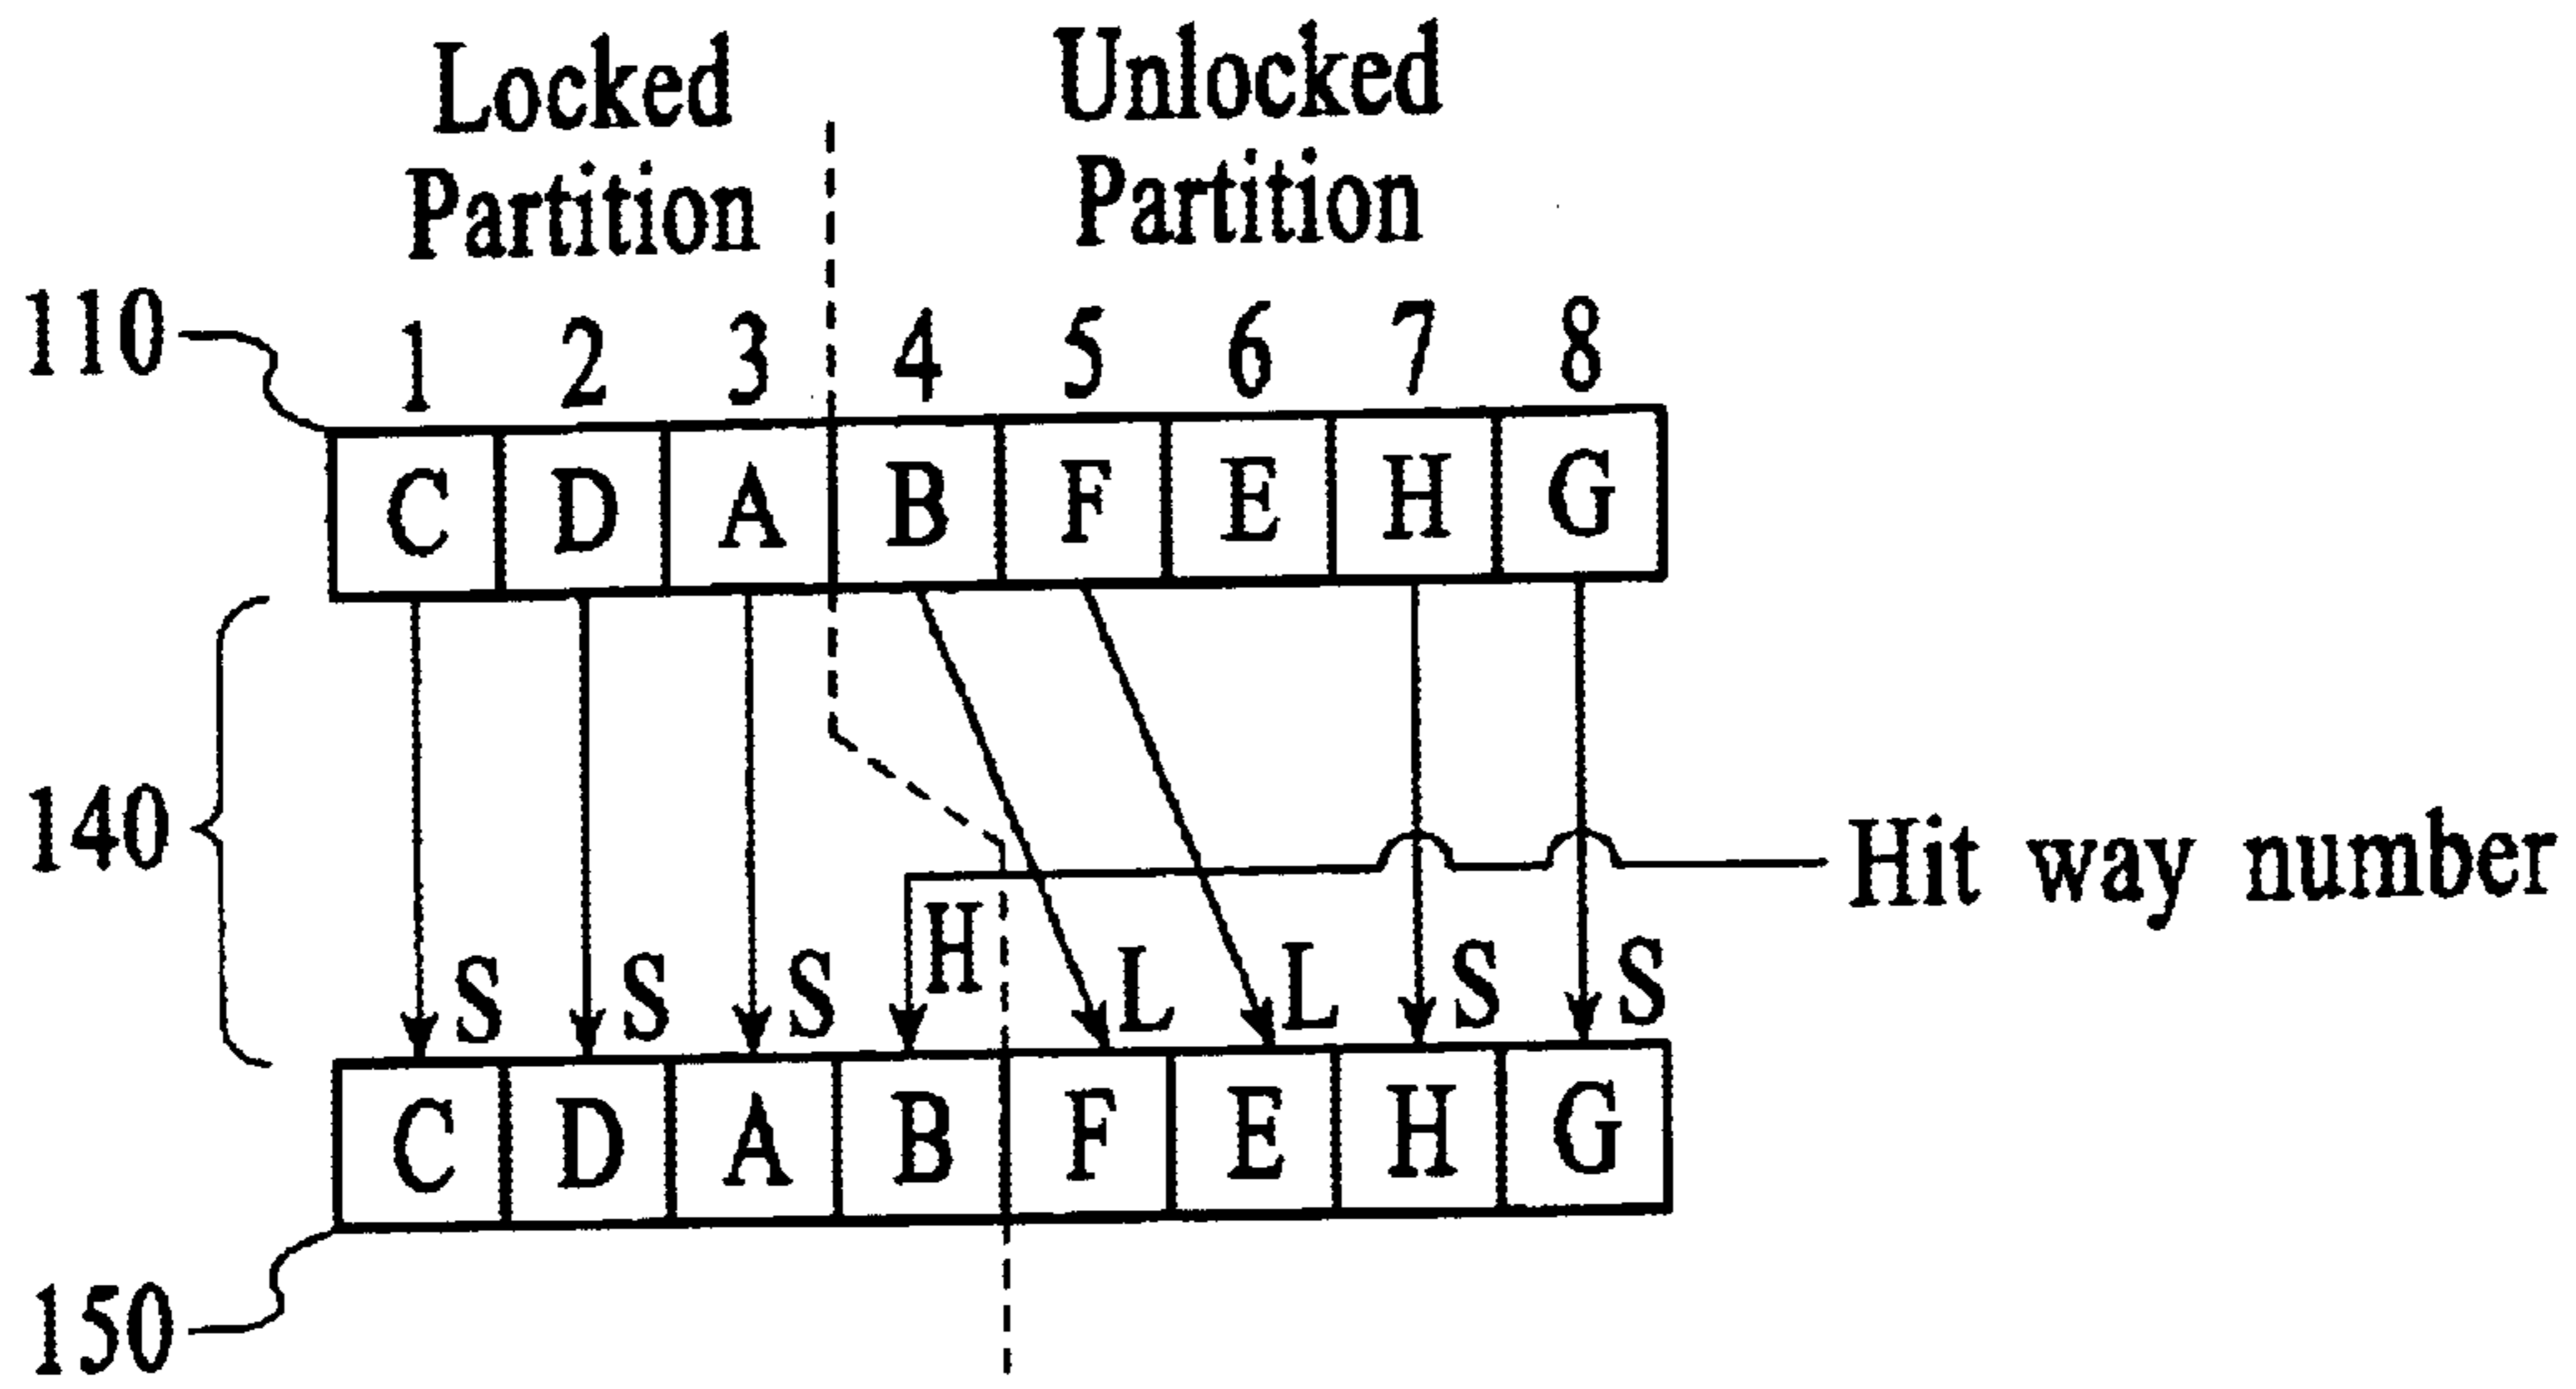 Locked Partition
Unlocked Partition
110
1 2 3 4 5 6 7 8
C D A B F E H G
140
Hit way number
H
S S S L L S S
C D A B F E H G
150